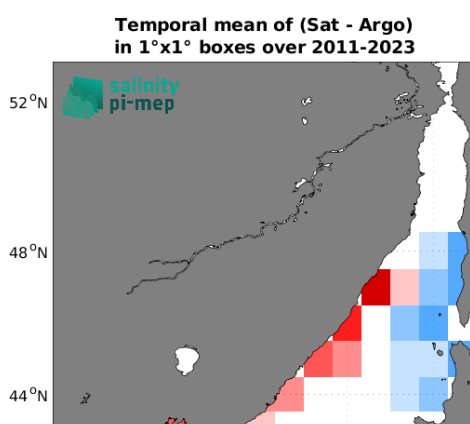 Temporal mean of (Sat - Argo)
in 1°x1° boxes over 2011-2023
salinity
pi-mep
52°N
48°N
44°N